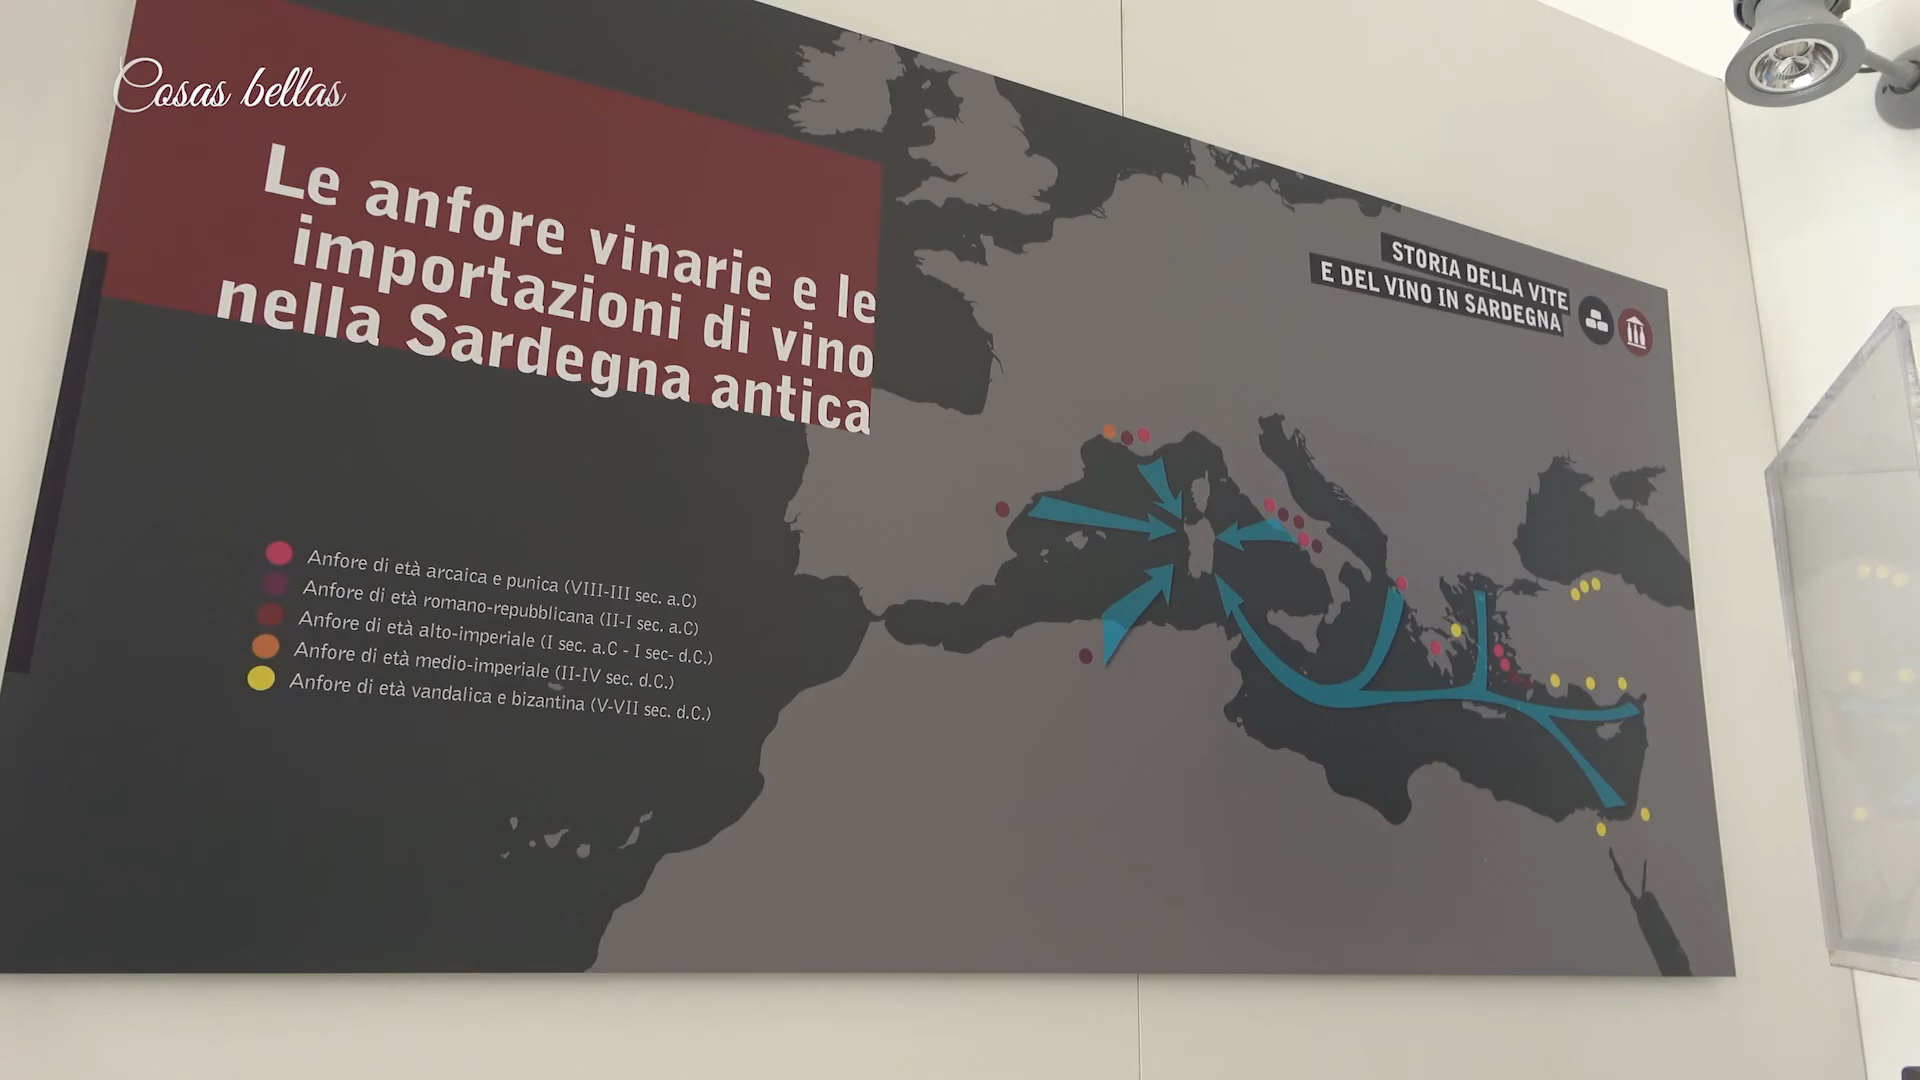 Cosas bellas
Le anfore vinarie e le
importazioni di vino
nella Sardegna antica
STORIA DELLA VITE
E DEL VINO IN SARDEGNA
Anfore di età arcaica e punica (VIII-III sec. a.C)
Anfore di età romano-repubblicana (II-I sec. a.C)
Anfore di età alto-imperiale (I sec. a.C - I sec- d.C.)
Anfore di età medio-imperiale (II-IV sec. d.C.)
Anfore di età vandalica e bizantina (V-VII sec. d.C.)